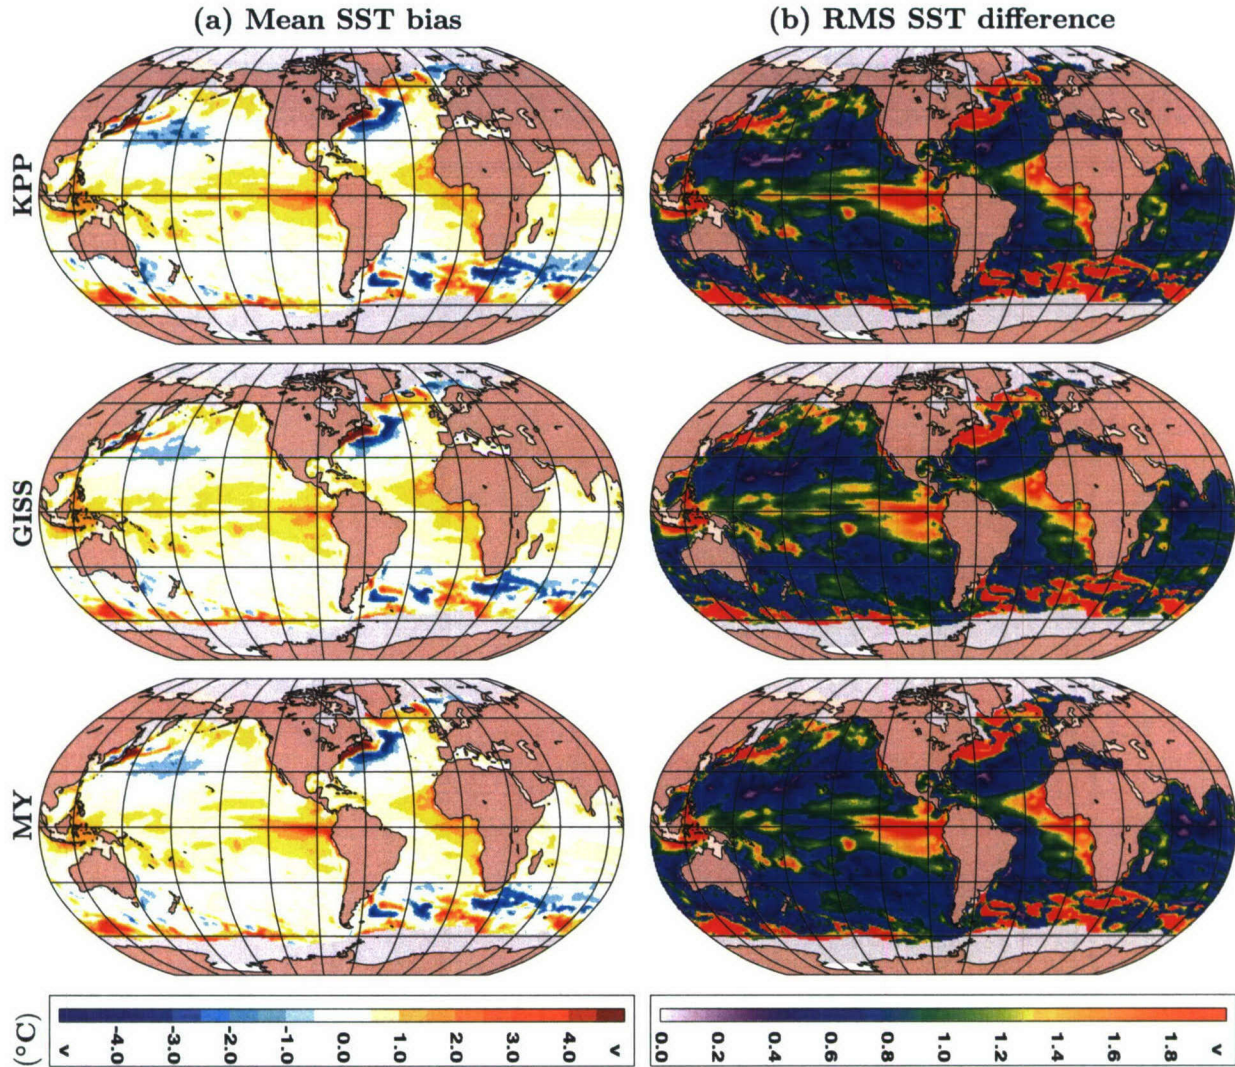 (a) Mean SST bias
(b) RMS SST difference
KPP
GISS
MY
(°C)
v -4.0 -3.0 -2.0 -1.0 0.0 1.0 2.0 3.0 4.0 v
0.0 0.2 0.4 0.6 0.8 1.0 1.2 1.4 1.6 1.8 v